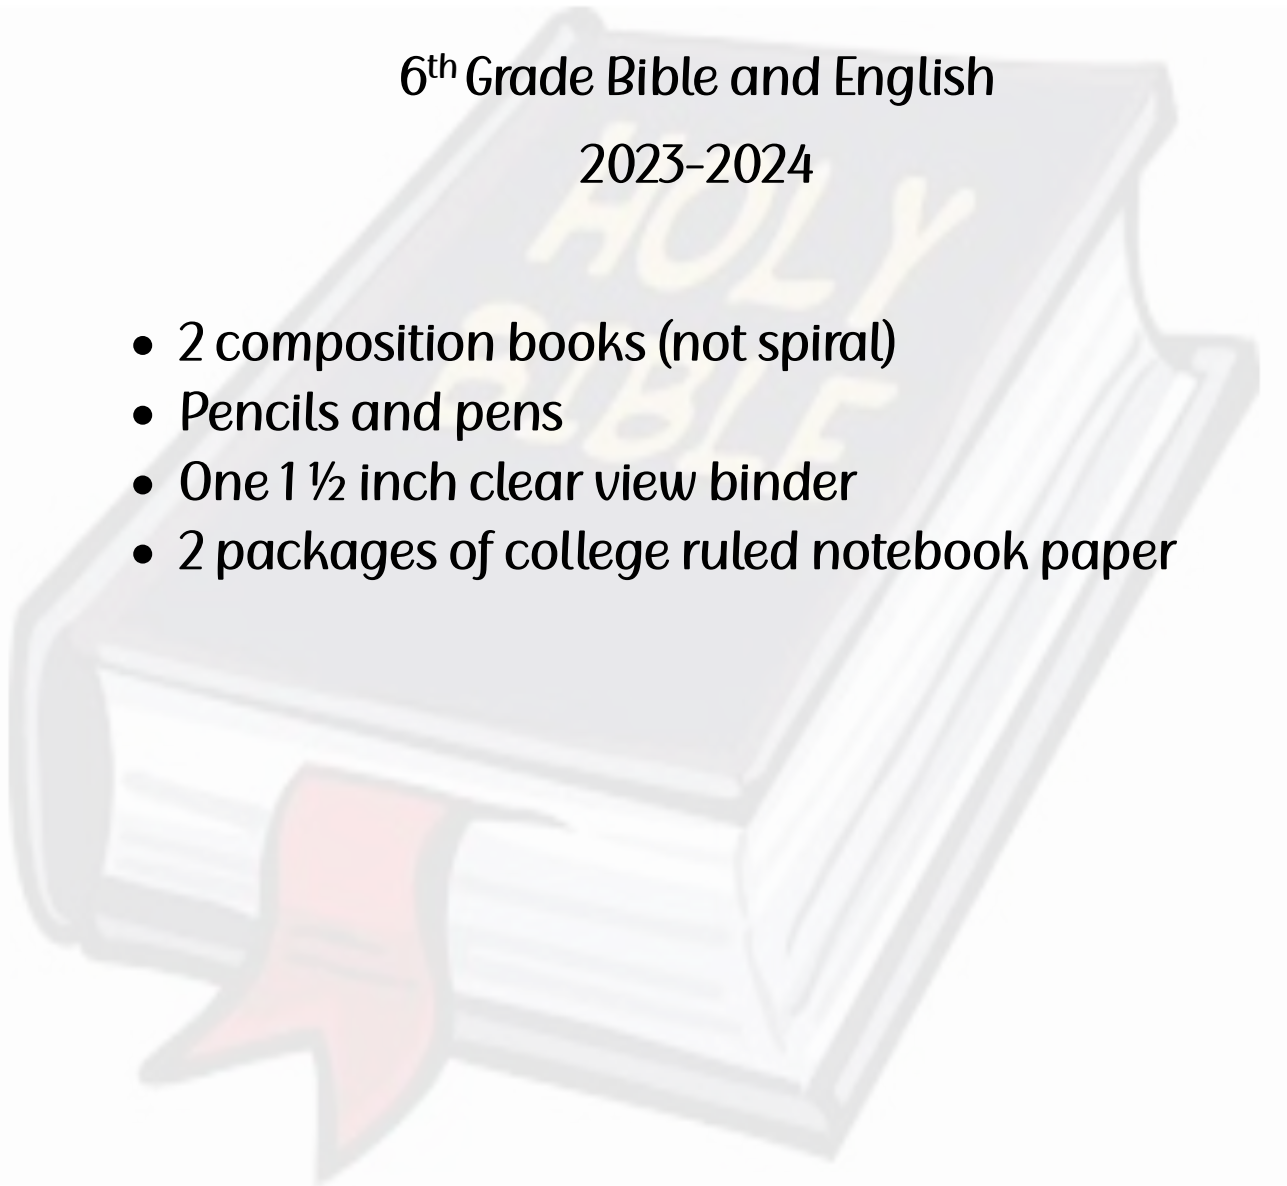 6th Grade Bible and English
2023-2024
HOLY
BIBLE
• 2 composition books (not spiral)
• Pencils and pens
• One 1 ½ inch clear view binder
• 2 packages of college ruled notebook paper